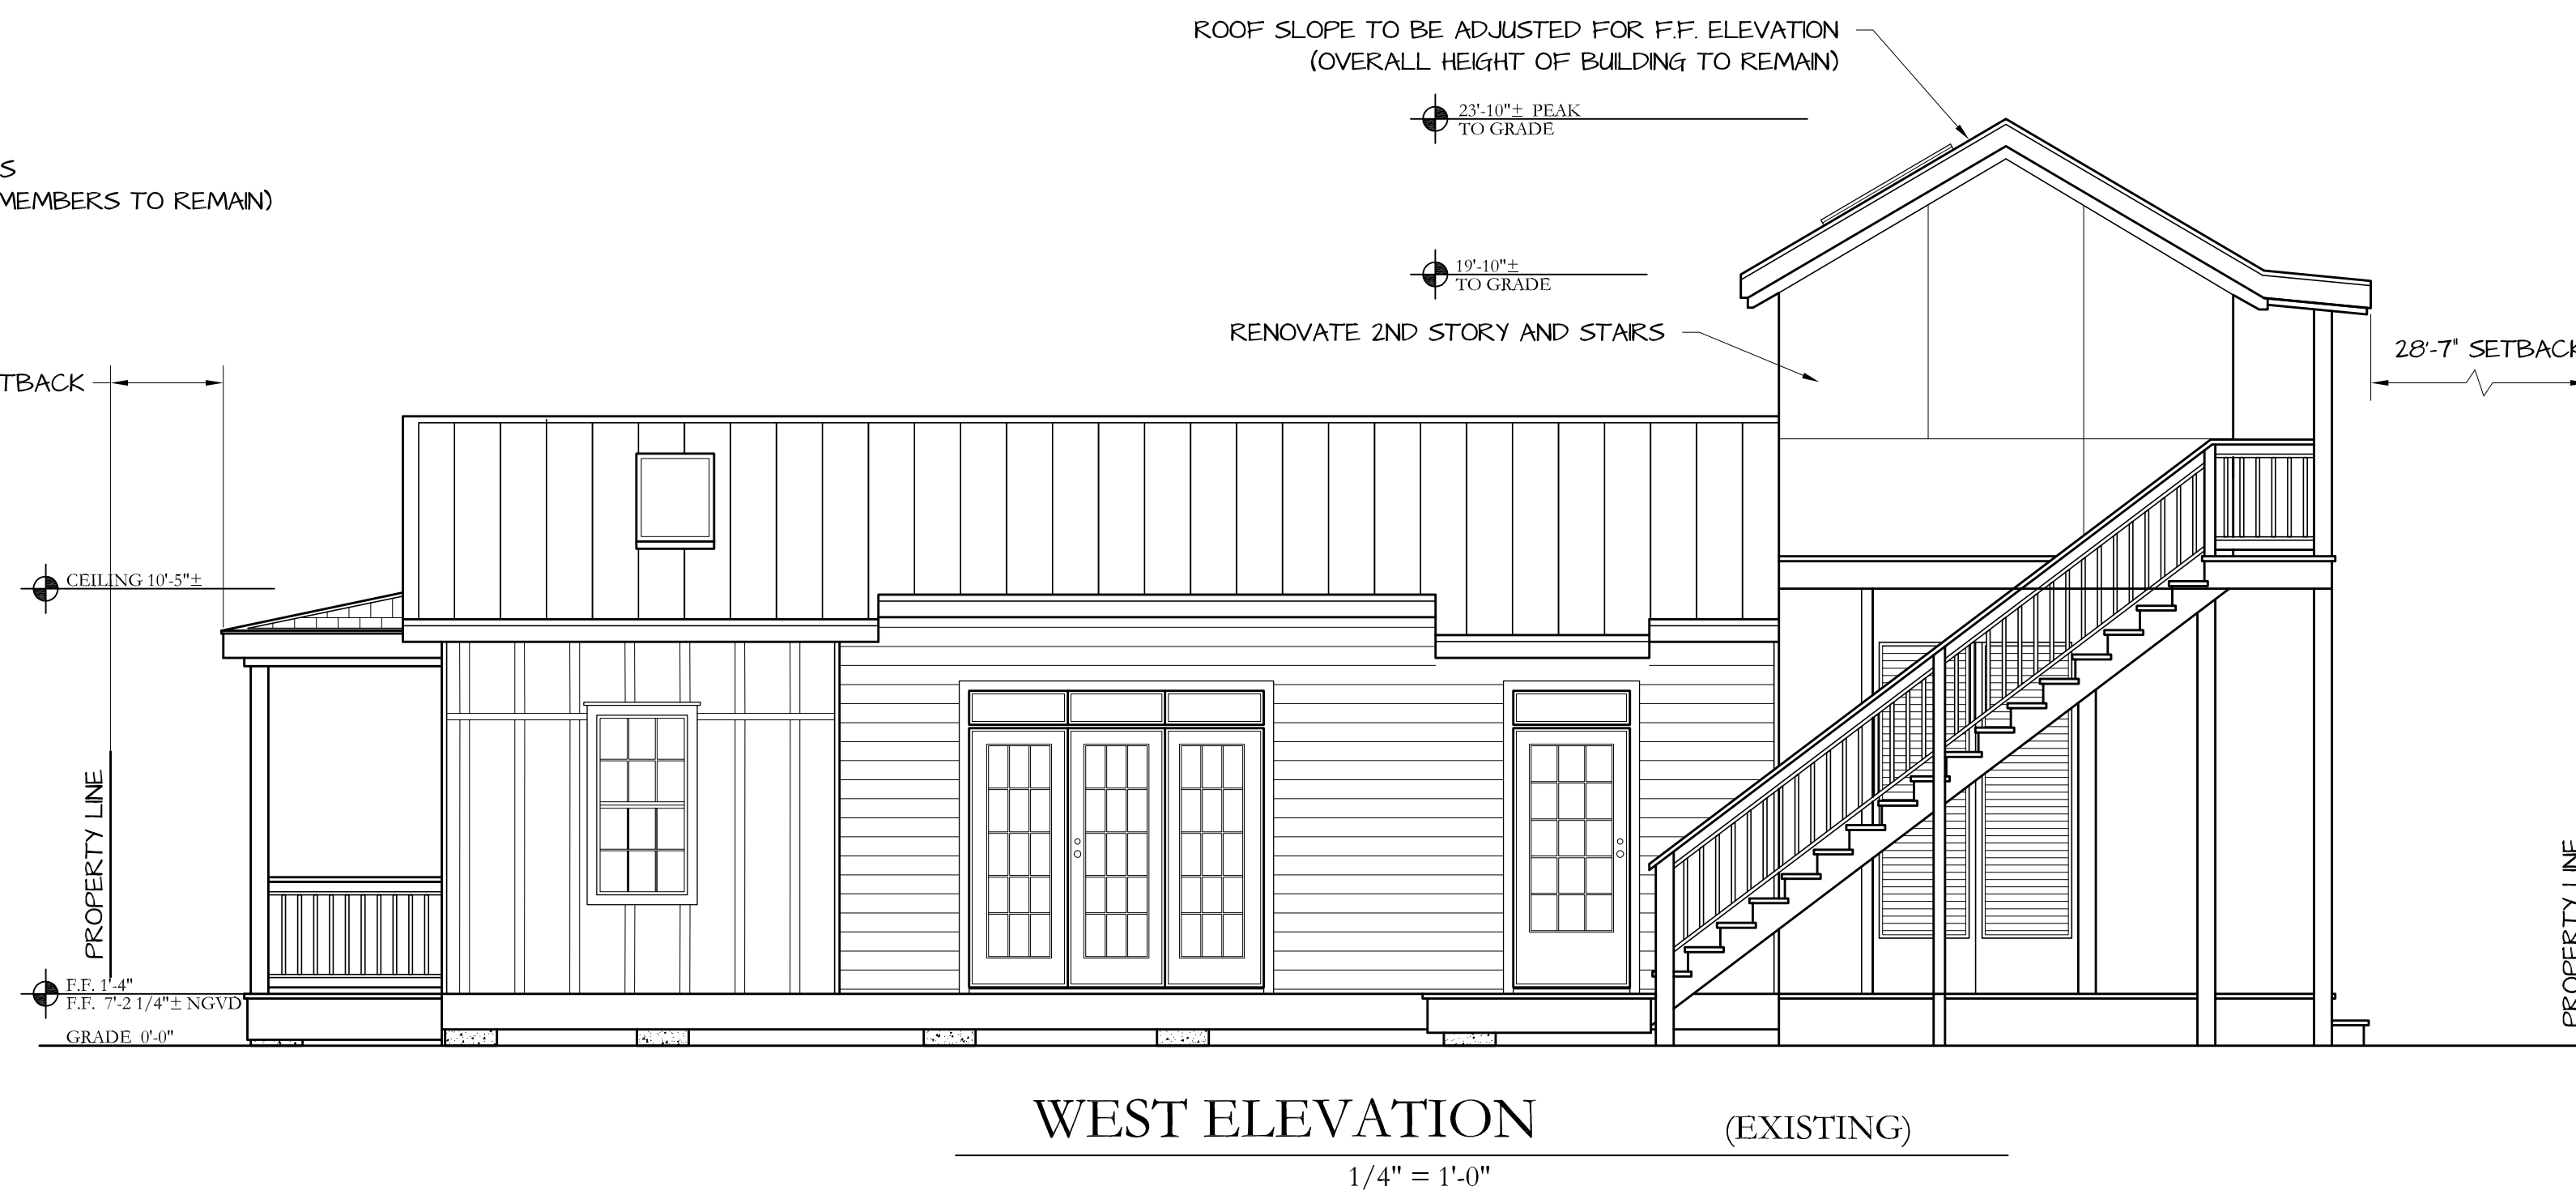 ROOF SLOPE TO BE ADJUSTED FOR F.F. ELEVATION
(OVERALL HEIGHT OF BUILDING TO REMAIN)
23'-10"± PEAK
TO GRADE
S
MEMBERS TO REMAIN)
19'-10"±
TO GRADE
RENOVATE 2ND STORY AND STAIRS
28'-7" SETBACK
TBACK
CEILING 10'-5"±
PROPERTY LINE
PROPERTY LINE
F.F. 1'-4"
F.F. 7'-2 1/4"± NGVD
GRADE 0'-0"
WEST ELEVATION (EXISTING)
1/4" = 1'-0"